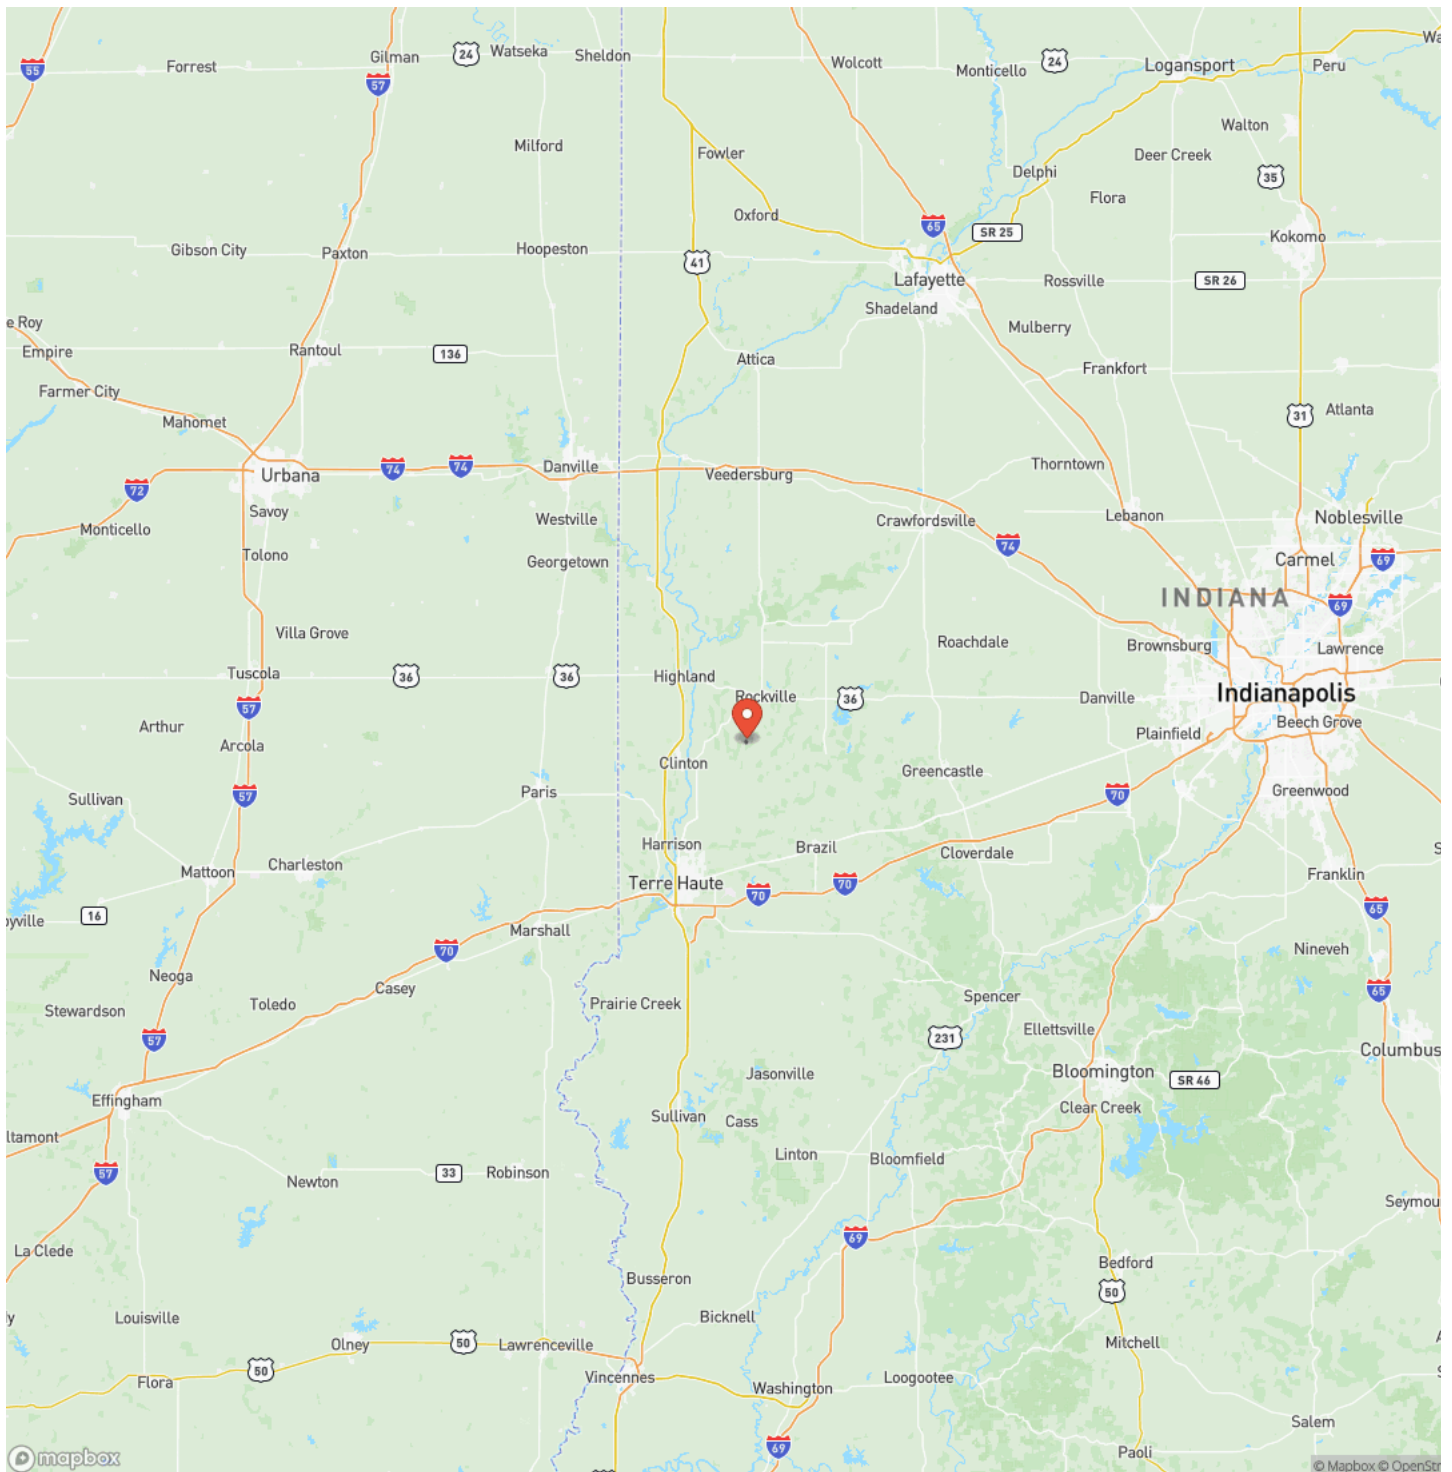 Forrest
Gilman
24
Watseka
Sheldon
Wolcott
Monticello
24
Logansport
Peru
55
57
Milford
Fowler
Walton
Deer Creek
Delphi
35
Flora
Oxford
65
SR 25
Gibson City
Paxton
Hoopeston
41
Kokomo
Lafayette
Rossville
SR 26
Shadeland
e Roy
Mulberry
Empire
Rantoul
136
Attica
Frankfort
Farmer City
31
Atlanta
Mahomet
Urbana
74
74
Danville
Veedersburg
Thorntown
72
Savoy
Westville
Crawfordsville
Lebanon
Noblesville
Monticello
Tolono
Georgetown
74
Carmel
69
INDIANA
69
Villa Grove
Roachdale
Brownsburg
Lawrence
Tuscola
36
36
Highland
Rockville
36
Danville
Indianapolis
57
Arthur
Beech Grove
Plainfield
Arcola
Clinton
Greencastle
57
Sullivan
Paris
70
Greenwood
Harrison
Brazil
Cloverdale
Mattoon
Charleston
Terre Haute
70
70
Franklin
65
16
yville
Marshall
70
Nineveh
Neoga
Casey
65
Stewardson
Toledo
Prairie Creek
Spencer
57
231
Ellettsville
Columbus
Jasonville
Bloomington
SR 46
Effingham
Sullivan
Cass
Clear Creek
ltamont
Linton
Bloomfield
57
Newton
33
Robinson
Seymou
La Clede
69
Busseron
Bedford
50
Louisville
Bicknell
Olney
50
Lawrenceville
Mitchell
50
Flora
Vincennes
Washington
Loogootee
Salem
69
Paoli
mapbox
© Mapbox © OpenStr